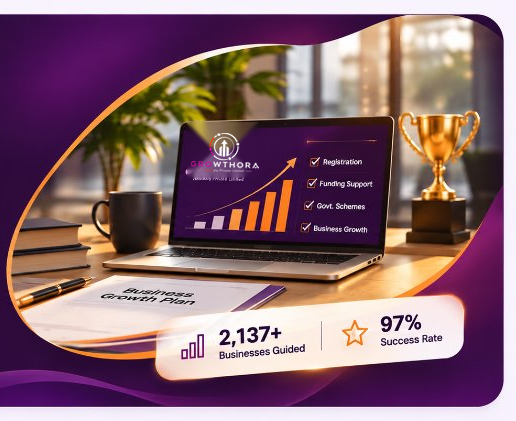 GROWTHORA
Registration
Funding Support
Govt. Schemes
Business Growth
Business
Growth Plan
2,137+
Businesses Guided
97%
Success Rate